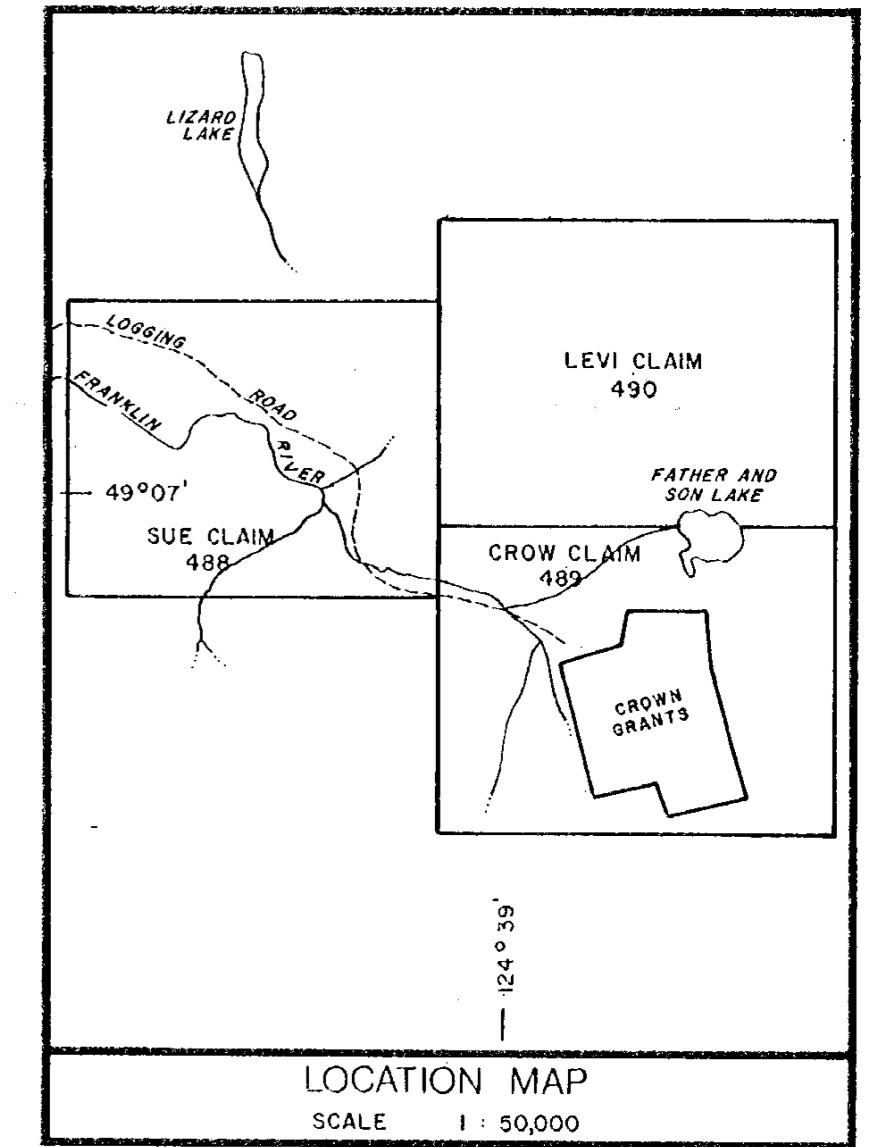 LIZARD
LAKE
LOGGING
ROAD
FRANKLIN
RIVER
LEVI CLAIM
490
FATHER AND
SON LAKE
49°07'
SUE CLAIM
488
CROW CLAIM
489
CROWN
GRANTS
124° 39'
LOCATION MAP
SCALE 1 : 50,000